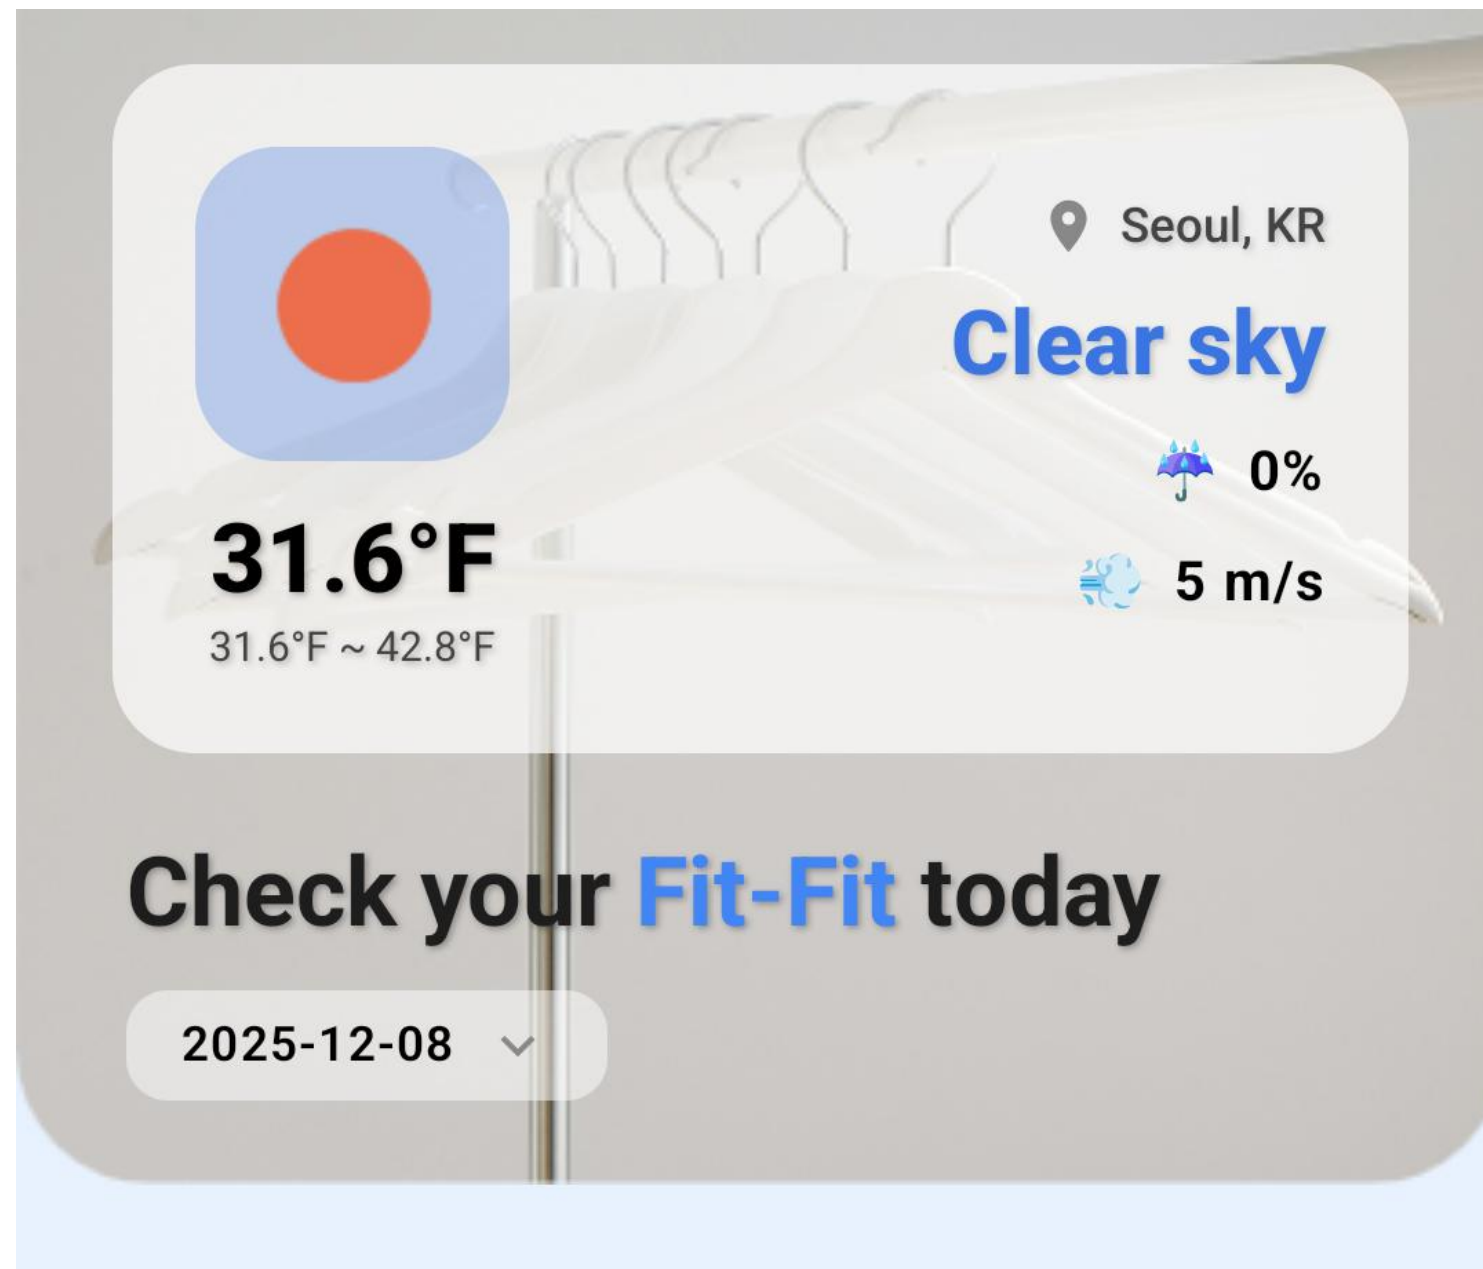 Seoul, KR
Clear sky
0%
5 m/s
31.6°F
31.6°F ~ 42.8°F
Check your Fit-Fit today
2025-12-08